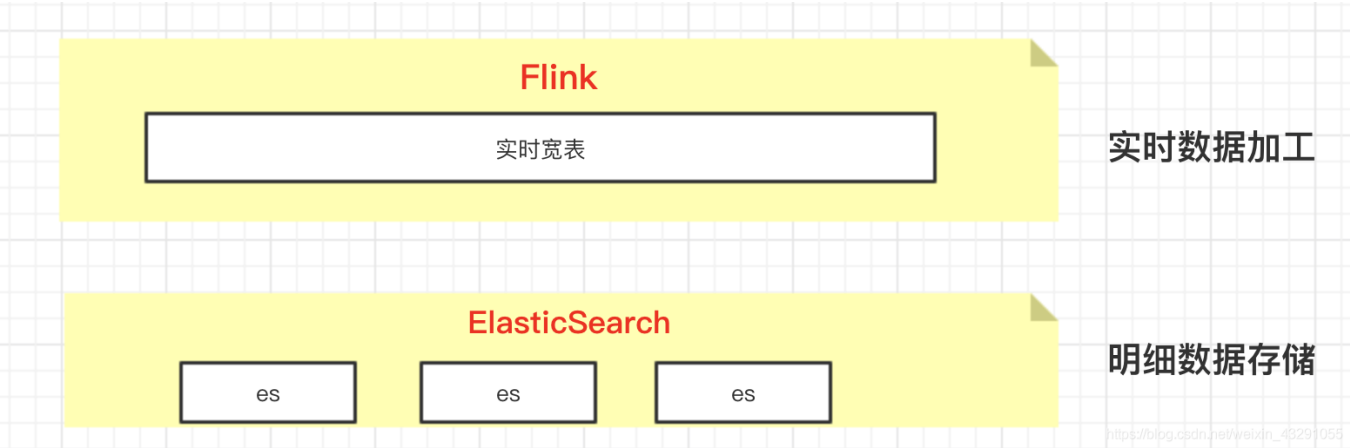 Flink
实时宽表
实时数据加工
ElasticSearch
es
es
es
明细数据存储
https://blog.csdn.net/weixin_43291055